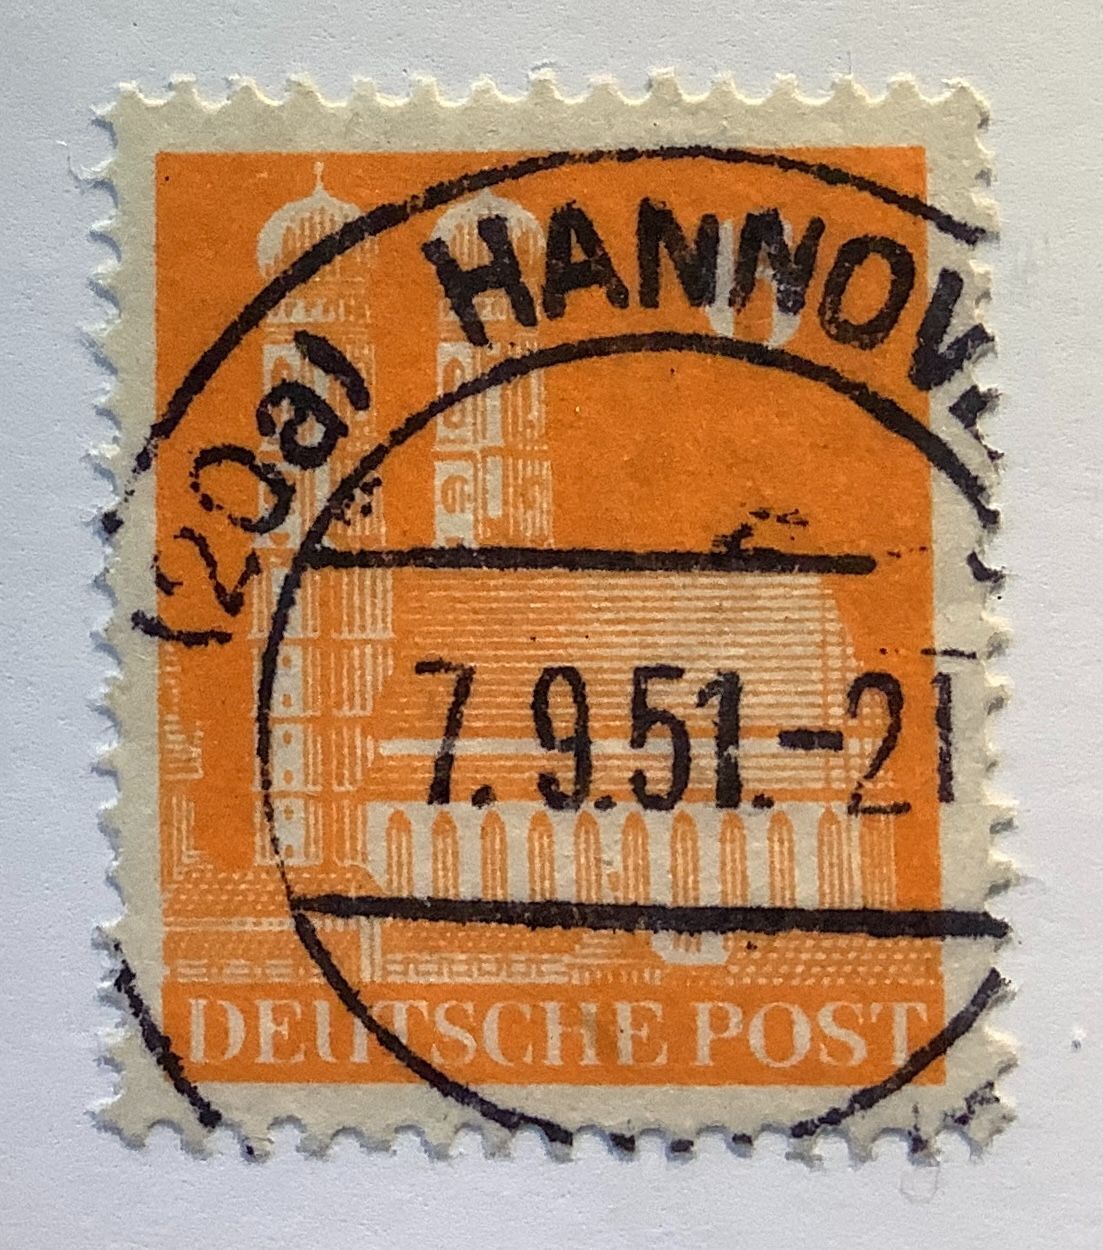 (20a) HANNOV
7.9.51.-21
DEUTSCHE POST